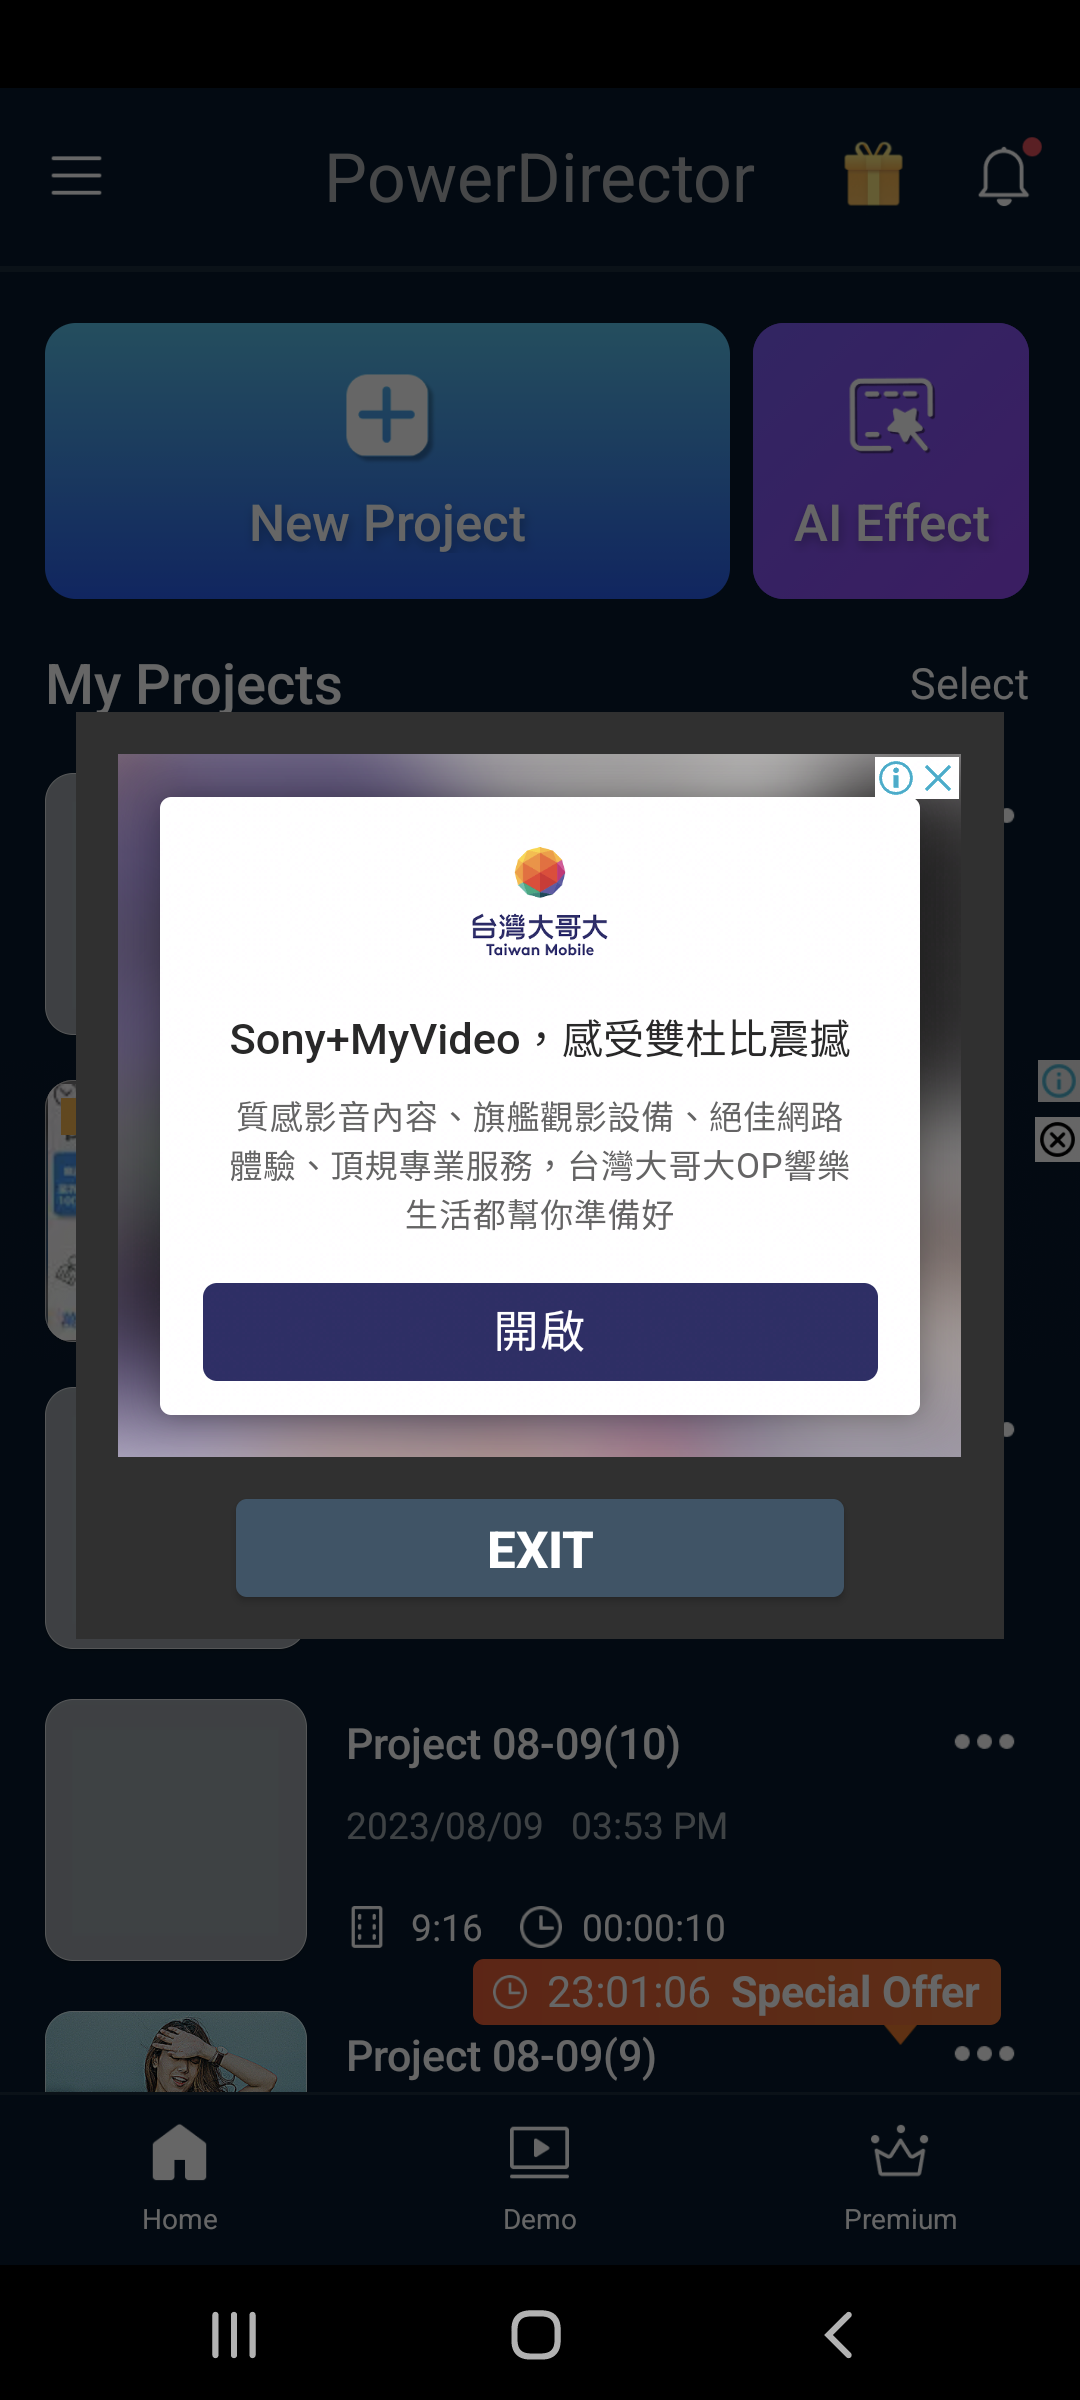 PowerDirector
New Project
AI Effect
My Projects
Select
台灣大哥大
Taiwan Mobile
Sony+MyVideo，感受雙杜比震撼
質感影音內容、旗艦觀影設備、絕佳網路
體驗、頂規專業服務，台灣大哥大OP響樂
生活都幫你準備好
開啟
EXIT
Project 08-09(10)
2023/08/09 03:53 PM
9:16 00:00:10
23:01:06 Special Offer
Project 08-09(9)
Home
Demo
Premium